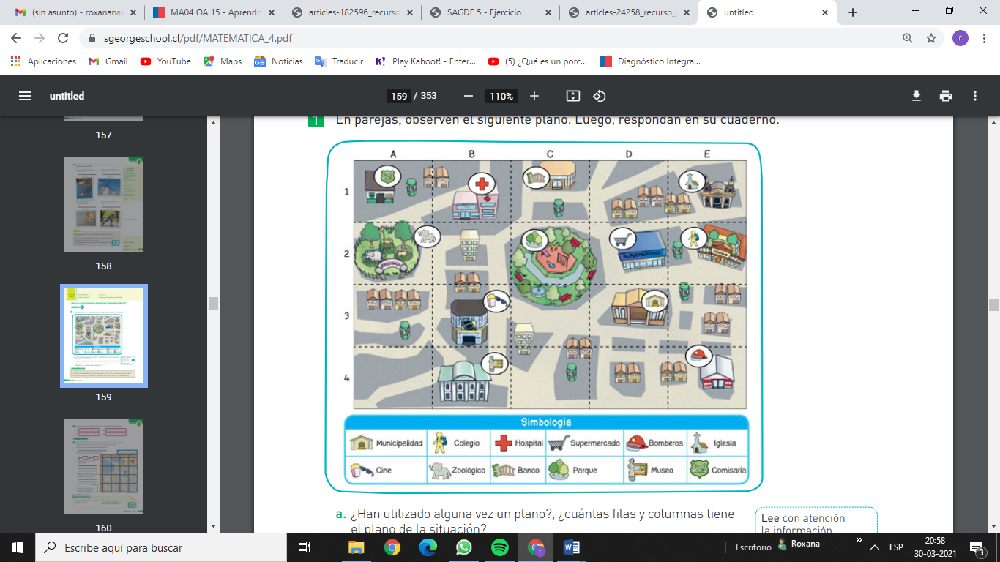 (sin asunto) - roxananat
MA04 OA 15 - Aprendo
articles-182596_recurso
SAGDE 5 - Ejercicio
articles-24258_recurso_
untitled
sgeorgeschool.cl/pdf/MATEMATICA_4.pdf
r
Aplicaciones
Gmail
YouTube
Maps
Noticias
Traducir
K! Play Kahoot! - Enter...
(5) ¿Qué es un porc...
Diagnóstico Integra...
untitled
159 / 353
110%
157
158
159
160
1 En parejas, observen el siguiente plano. Luego, respondan en su cuaderno.
A B C D E
1
2
3
4
SUPERMERCADO
Simbología
Municipalidad
Colegio
Hospital
Supermercado
Bomberos
Iglesia
Cine
Zoológico
Banco
Parque
Museo
Comisaría
a. ¿Han utilizado alguna vez un plano?, ¿cuántas filas y columnas tiene
el plano de la situación?
Lee con atención
la información
Escribe aquí para buscar
Escritorio
Roxana
ESP
20:58
30-03-2021
3